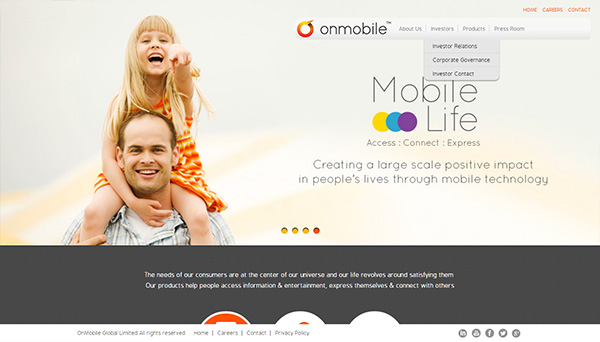 HOME CAREERS CONTACT
onmobile™ About Us Investors Products Press Room
Investor Relations
Corporate Governance
Investor Contact
Mobile
Life
Access : Connect : Express
Creating a large scale positive impact
in people's lives through mobile technology
The needs of our consumers are at the center of our universe and our life revolves around satisfying them
Our products help people access information & entertainment, express themselves & connect with others
OnMobile Global Limited All rights reserved Home | Careers | Contact | Privacy Policy